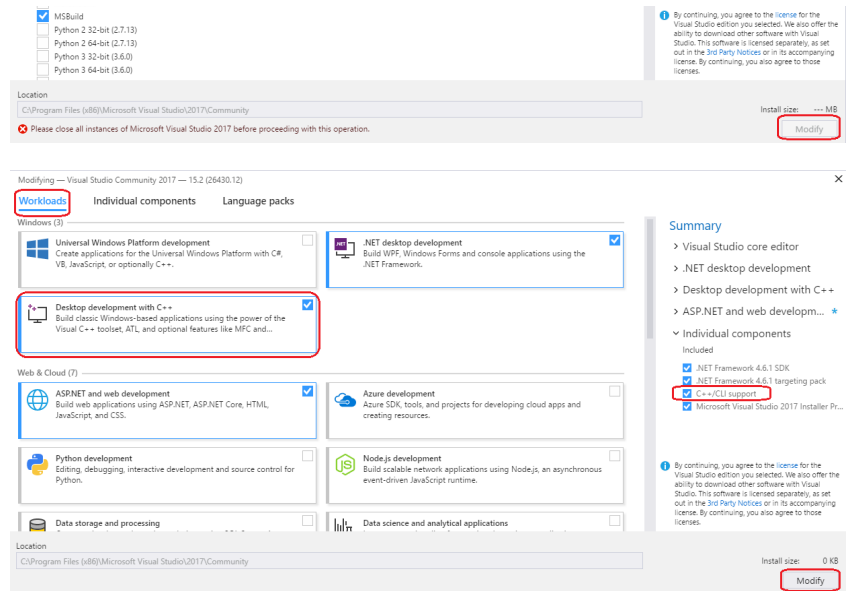 MSBuild
Python 2 32-bit (2.7.13)
Python 2 64-bit (2.7.13)
Python 3 32-bit (3.6.0)
Python 3 64-bit (3.6.0)
By continuing, you agree to the license for the
Visual Studio edition you selected. We also offer the
ability to download other software with Visual
Studio. This software is licensed separately, as set
out in the 3rd Party Notices or in its accompanying
license. By continuing, you also agree to those
licenses.
Location
C:\Program Files (x86)\Microsoft Visual Studio\2017\Community
Install size: --- MB
Please close all instances of Microsoft Visual Studio 2017 before proceeding with this operation.
Modify
Modifying — Visual Studio Community 2017 — 15.2 (26430.12)
Workloads Individual components Language packs
Windows (3)
Universal Windows Platform development
Create applications for the Universal Windows Platform with C#,
VB, JavaScript, or optionally C++.
.NET desktop development
Build WPF, Windows Forms and console applications using the
.NET Framework.
Desktop development with C++
Build classic Windows-based applications using the power of the
Visual C++ toolset, ATL, and optional features like MFC and...
Web & Cloud (7)
ASP.NET and web development
Build web applications using ASP.NET, ASP.NET Core, HTML,
JavaScript, and CSS.
Azure development
Azure SDK, tools, and projects for developing cloud apps and
creating resources.
Python development
Editing, debugging, interactive development and source control for
Python.
Node.js development
Build scalable network applications using Node.js, an asynchronous
event-driven JavaScript runtime.
Data storage and processing
Data science and analytical applications
Summary
Visual Studio core editor
.NET desktop development
Desktop development with C++
ASP.NET and web developm... *
Individual components
Included
.NET Framework 4.6.1 SDK
.NET Framework 4.6.1 targeting pack
C++/CLI support
Microsoft Visual Studio 2017 Installer Pr...
By continuing, you agree to the license for the
Visual Studio edition you selected. We also offer the
ability to download other software with Visual
Studio. This software is licensed separately, as set
out in the 3rd Party Notices or in its accompanying
license. By continuing, you also agree to those
licenses.
Location
C:\Program Files (x86)\Microsoft Visual Studio\2017\Community
Install size: 0 KB
Modify